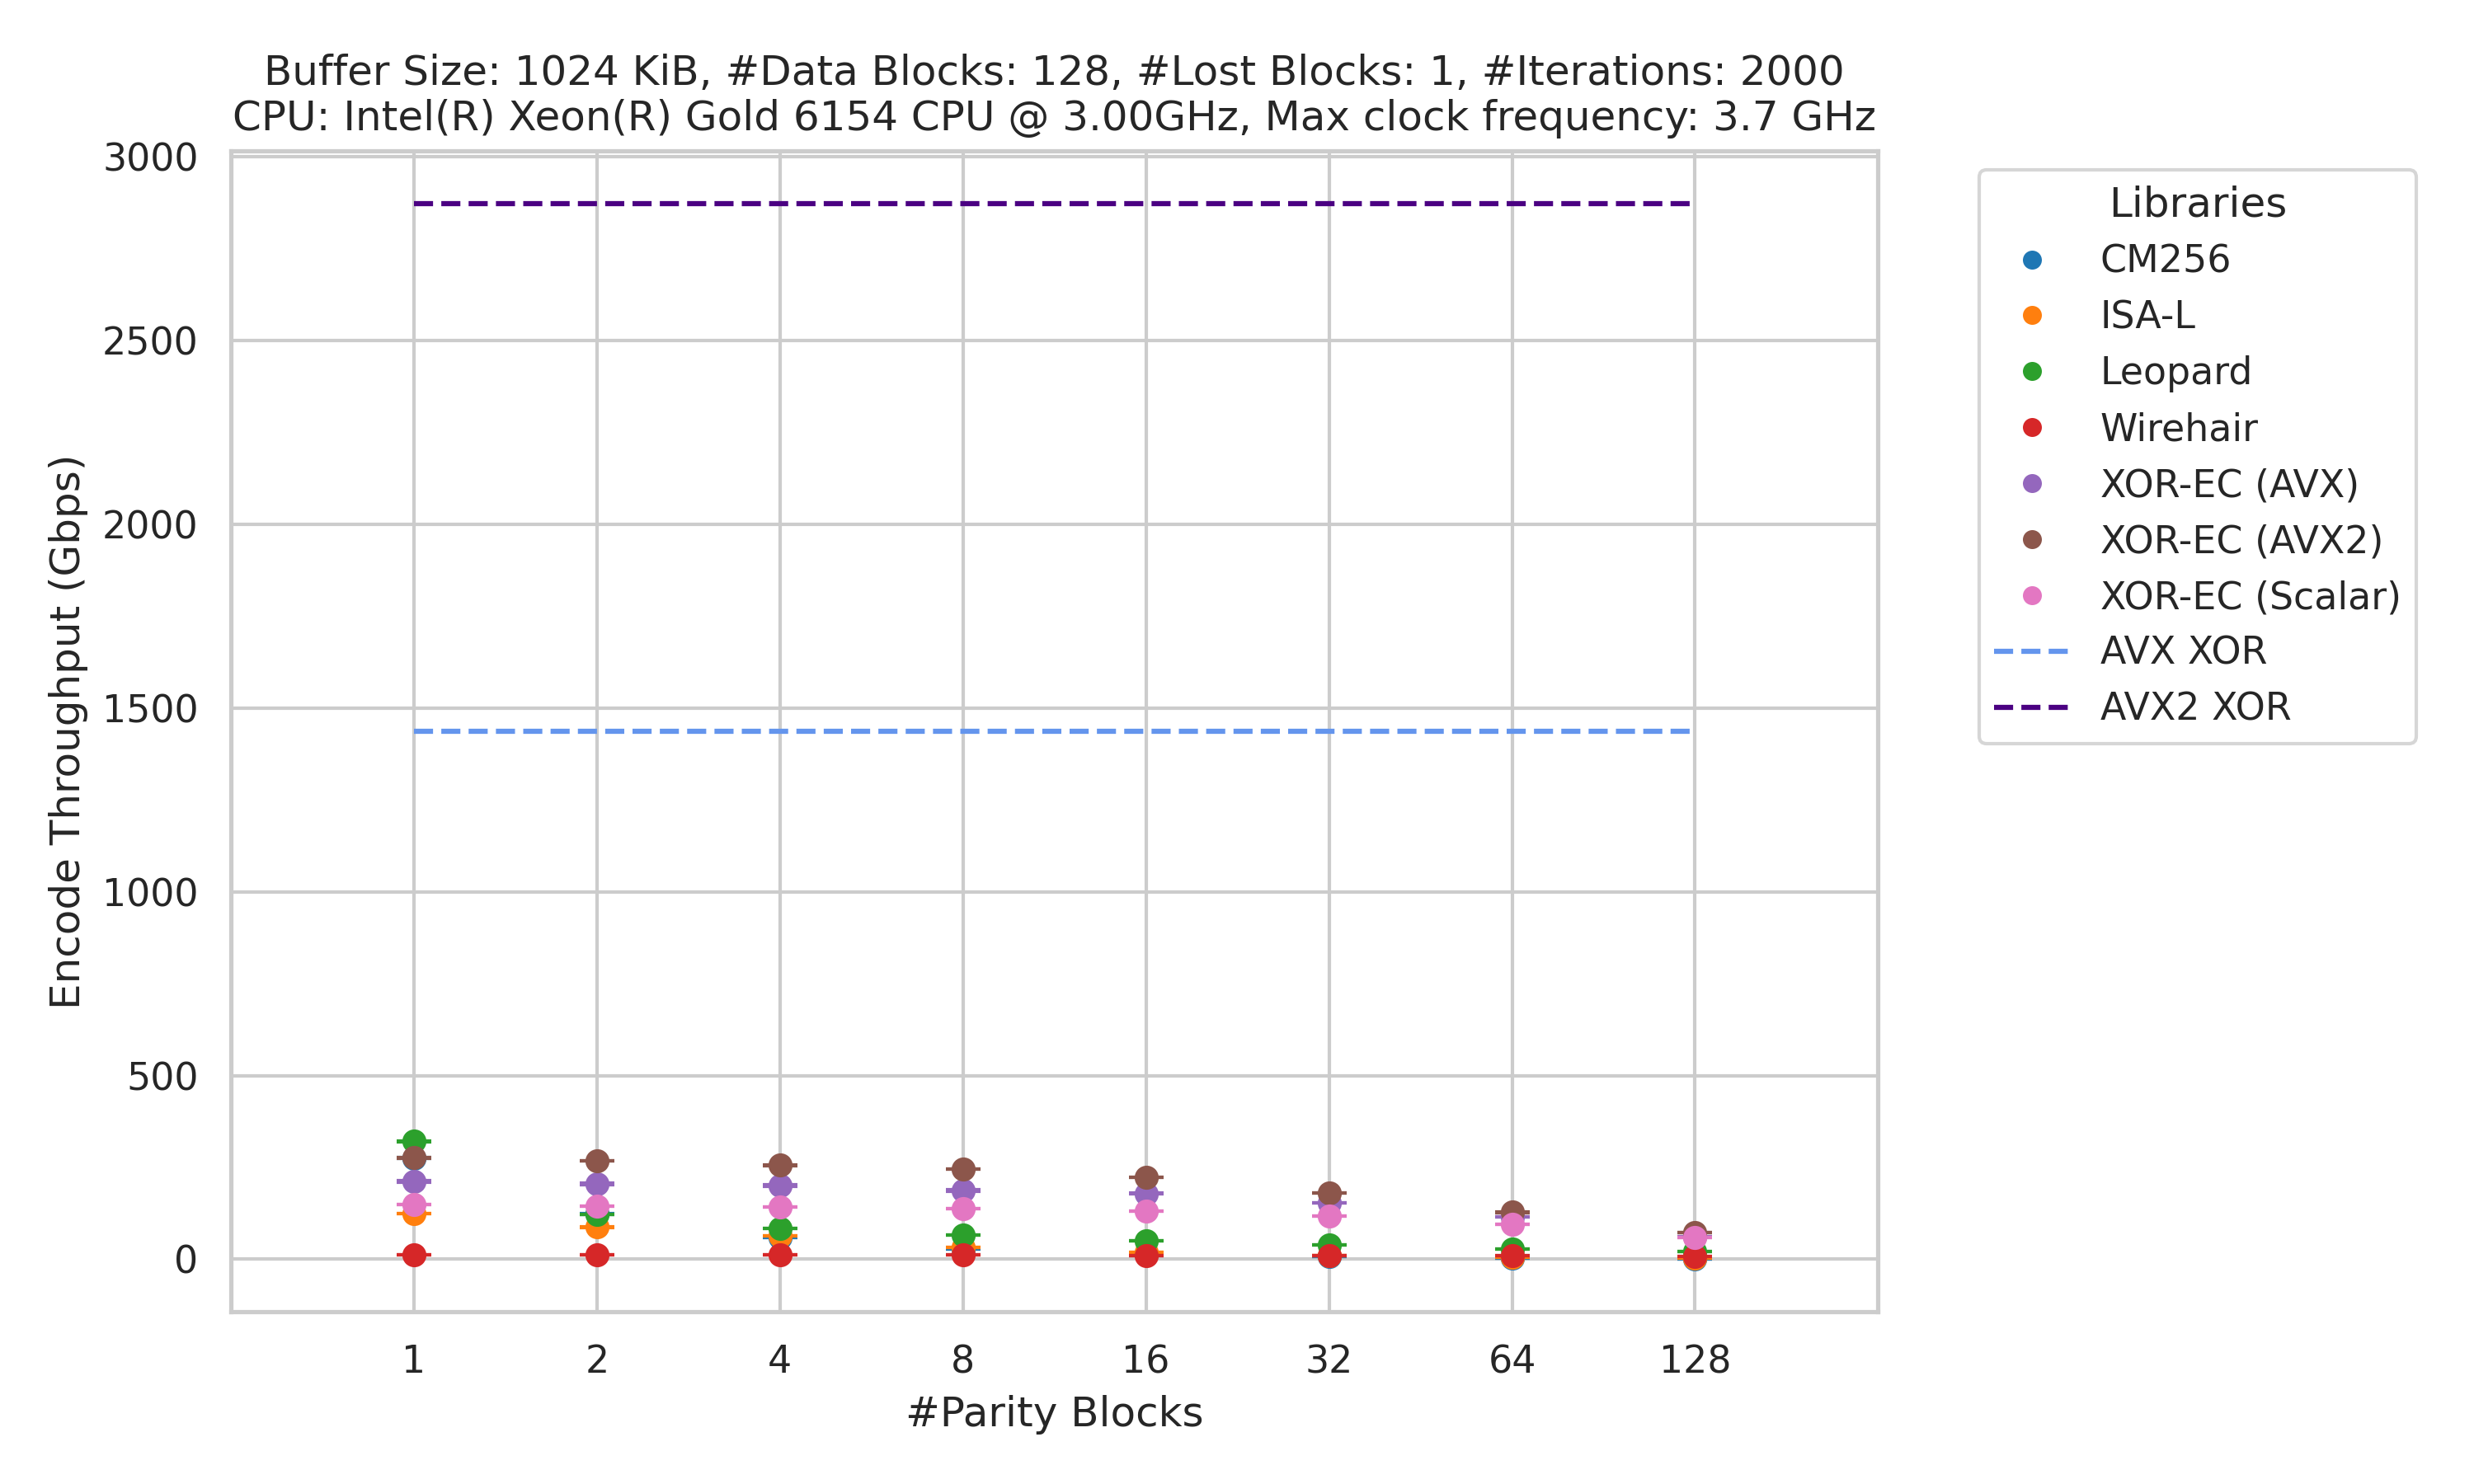 Buffer Size: 1024 KiB, #Data Blocks: 128, #Lost Blocks: 1, #Iterations: 2000
CPU: Intel(R) Xeon(R) Gold 6154 CPU @ 3.00GHz, Max clock frequency: 3.7 GHz
Encode Throughput (Gbps)
3000
2500
2000
1500
1000
500
0
1 2 4 8 16 32 64 128
#Parity Blocks
Libraries
CM256
ISA-L
Leopard
Wirehair
XOR-EC (AVX)
XOR-EC (AVX2)
XOR-EC (Scalar)
AVX XOR
AVX2 XOR